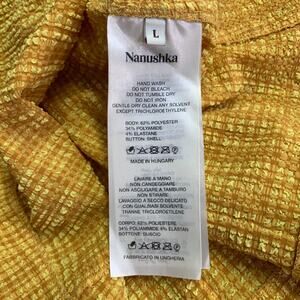 L
Nanushka
HAND WASH
DO NOT BLEACH
DO NOT TUMBLE DRY
DO NOT IRON
GENTLE DRY CLEAN ANY SOLVENT
EXCEPT TRICHLOROETHYLENE
BODY: 62% POLYESTER
34% POLYAMIDE
4% ELASTANE
BUTTON: SHELL
MADE IN HUNGARY
LAVARE A MANO
NON CANDEGGIARE
NON ASCIUGARE A TAMBURO
NON STIRARE
LAVAGGIO A SECCO DELICATO
CON QUALSIASI SOLVENTE
TRANNE TRICLOROETILENE
CORPO: 62% POLIESTERE
34% POLIAMMIDE 4% ELASTAN
BOTTONE: GUSCIO
FABBRICATO IN UNGHERIA